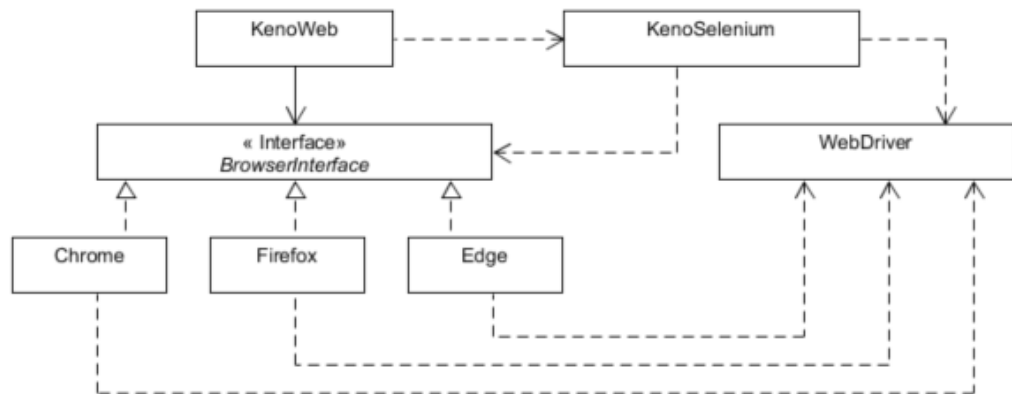 KenoWeb
KenoSelenium
« Interface»
BrowserInterface
WebDriver
Chrome
Firefox
Edge